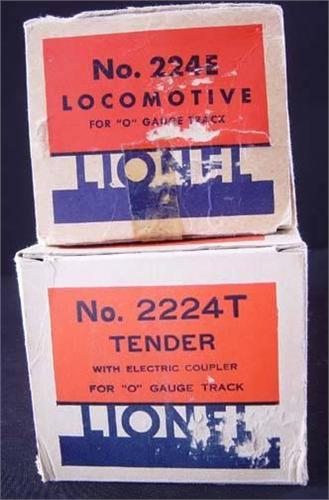 No. 224E
LOCOMOTIVE
FOR "O" GAUGE TRACK
LIONEL
No. 2224T
TENDER
WITH ELECTRIC COUPLER
FOR "O" GAUGE TRACK
LIONEL